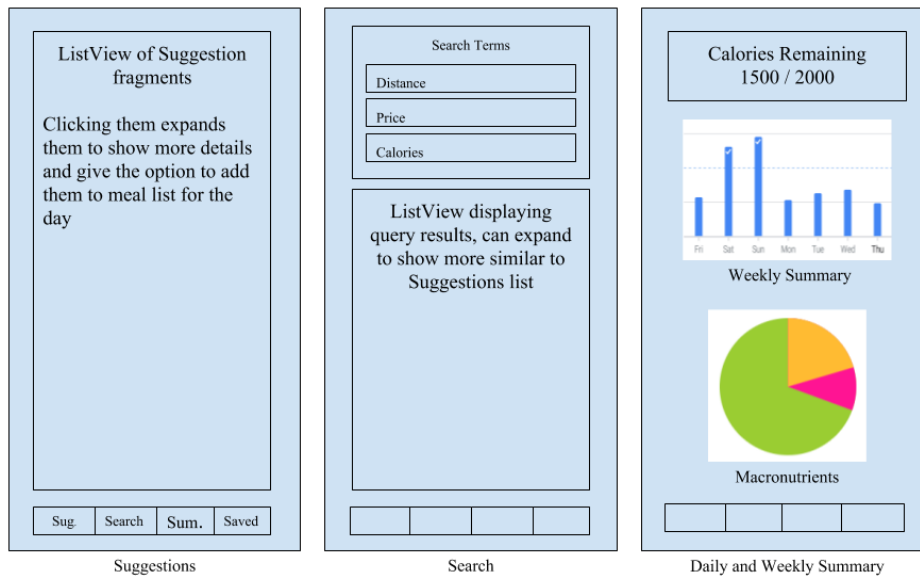 ListView of Suggestion
fragments
Clicking them expands
them to show more details
and give the option to add
them to meal list for the
day
Sug. Search Sum. Saved
Suggestions
Search Terms
Distance
Price
Calories
ListView displaying
query results, can expand
to show more similar to
Suggestions list
Search
Calories Remaining
1500 / 2000
Fri Sat Sun Mon Tue Wed Thu
Weekly Summary
Macronutrients
Daily and Weekly Summary